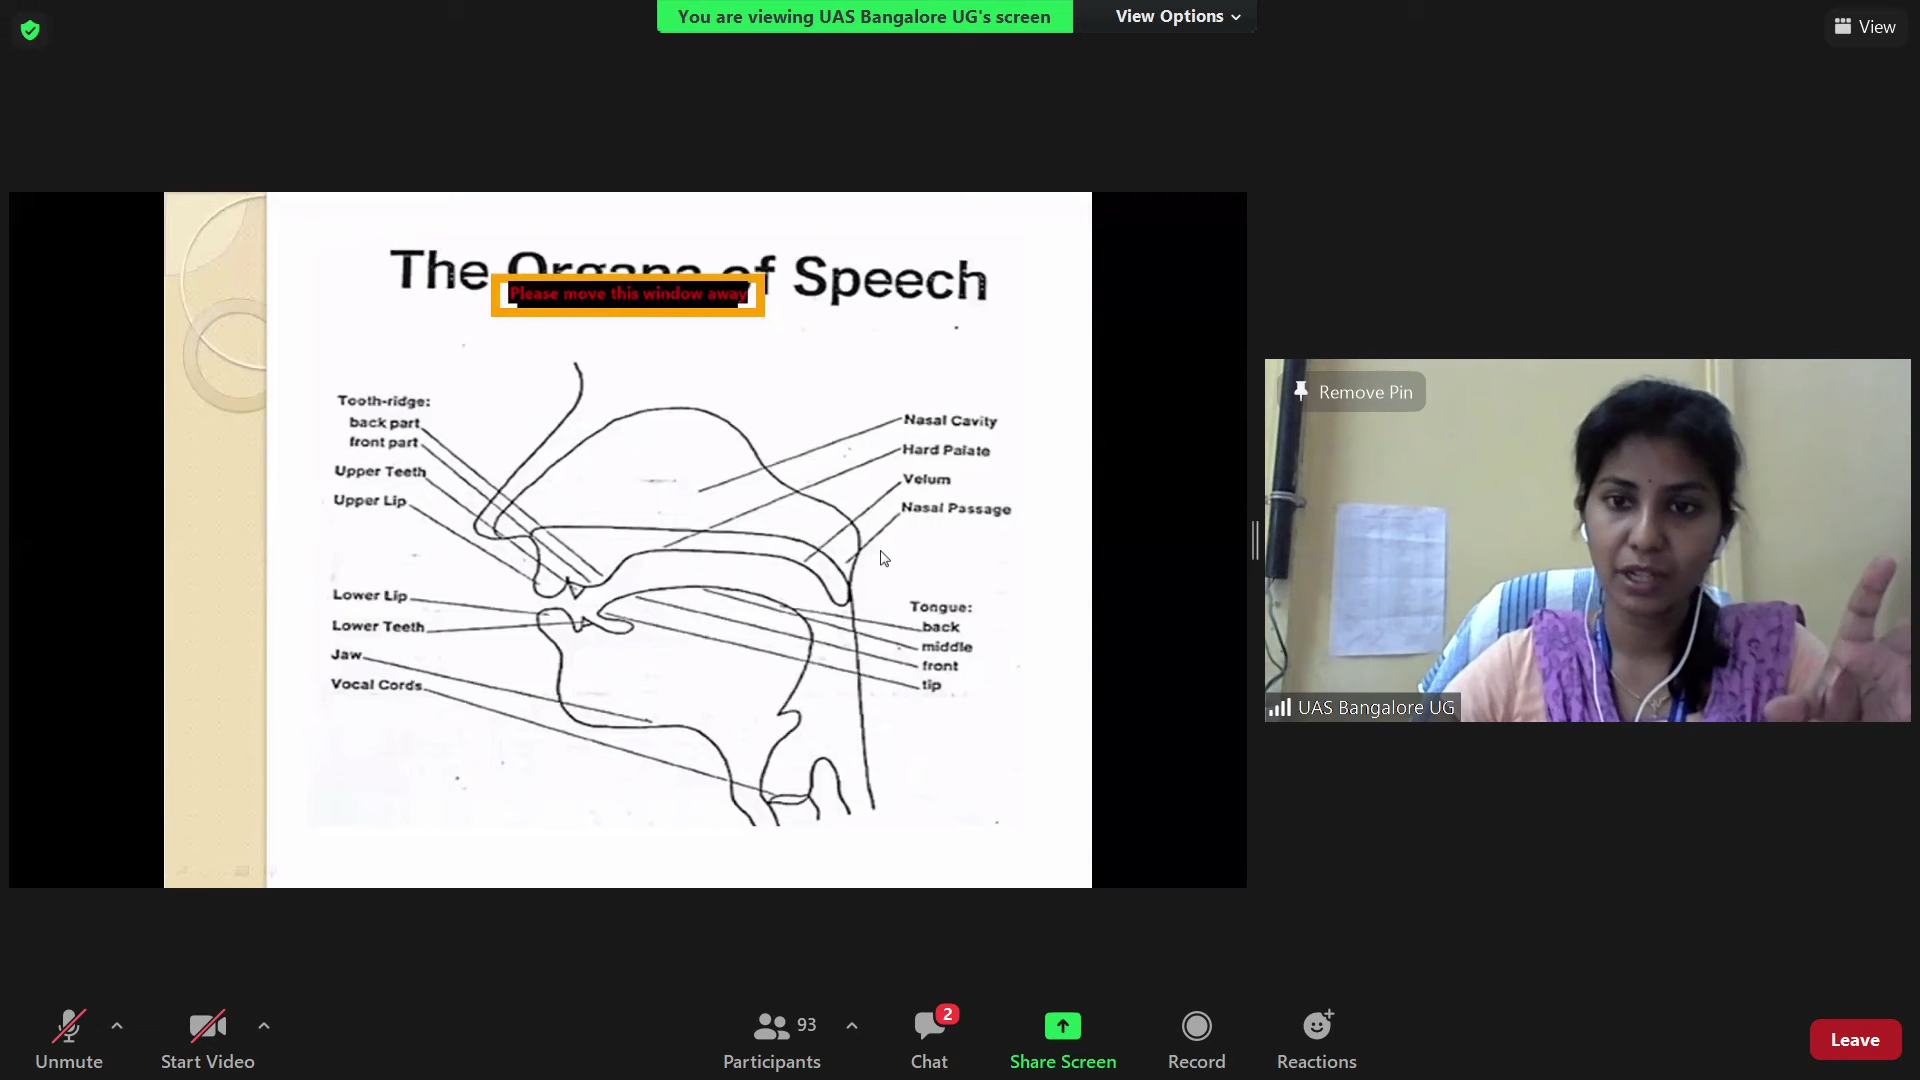 You are viewing UAS Bangalore UG's screen
View Options
View
The Organs of Speech
Please move this window away
Tooth-ridge:
back part
front part
Upper Teeth
Upper Lip
Lower Lip
Lower Teeth
Jaw
Vocal Cords
Nasal Cavity
Hard Palate
Velum
Nasal Passage
Tongue:
back
middle
front
tip
Remove Pin
UAS Bangalore UG
Unmute
Start Video
93
Participants
2
Chat
Share Screen
Record
Reactions
Leave